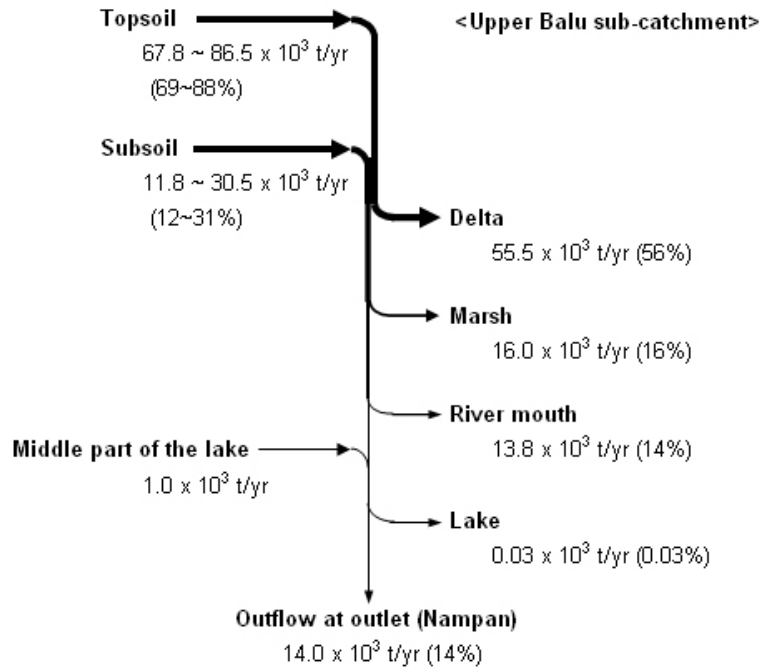 Topsoil
<Upper Balu sub-catchment>
67.8 ~ 86.5 x 10³ t/yr
(69~88%)
Subsoil
11.8 ~ 30.5 x 10³ t/yr
(12~31%)
Delta
55.5 x 10³ t/yr (56%)
Marsh
16.0 x 10³ t/yr (16%)
River mouth
13.8 x 10³ t/yr (14%)
Middle part of the lake
1.0 x 10³ t/yr
Lake
0.03 x 10³ t/yr (0.03%)
Outflow at outlet (Nampan)
14.0 x 10³ t/yr (14%)